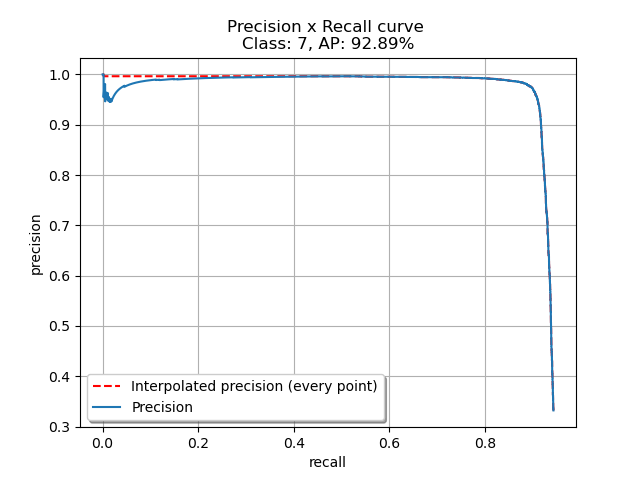 Precision x Recall curve
Class: 7, AP: 92.89%
1.0
0.9
0.8
0.7
0.6
0.5
0.4
0.3
precision
Interpolated precision (every point)
Precision
0.0 0.2 0.4 0.6 0.8
recall